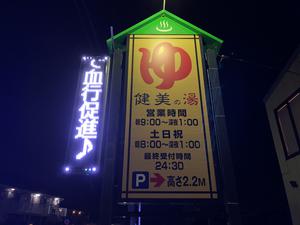 ゆ
健美の湯
営業時間
朝9:00～深夜1:00
土日祝
朝8:00～深夜1:00
最終受付時間
24:30
P→高さ2.2M
で血行促進♪